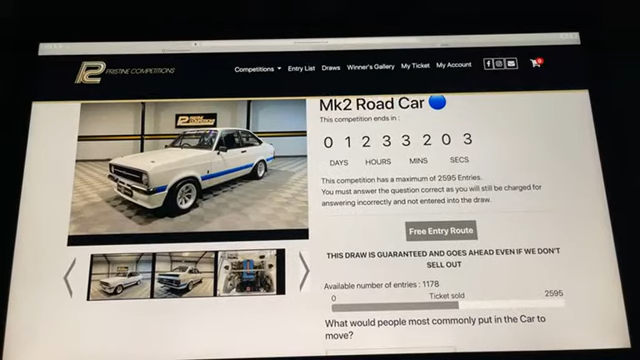 PRISTINE COMPETITIONS
Competitions Entry List Draws Winner's Gallery My Ticket My Account
Mk2 Road Car
This competition ends in :
0 1 2 3 3 2 0 3
DAYS HOURS MINS SECS
This competition has a maximum of 2595 Entries.
You must answer the question correct as you will still be charged for
answering incorrectly and not entered into the draw.
Free Entry Route
THIS DRAW IS GUARANTEED AND GOES AHEAD EVEN IF WE DON'T
SELL OUT
Available number of entries : 1178
0 Ticket sold 2595
What would people most commonly put in the Car to
move?